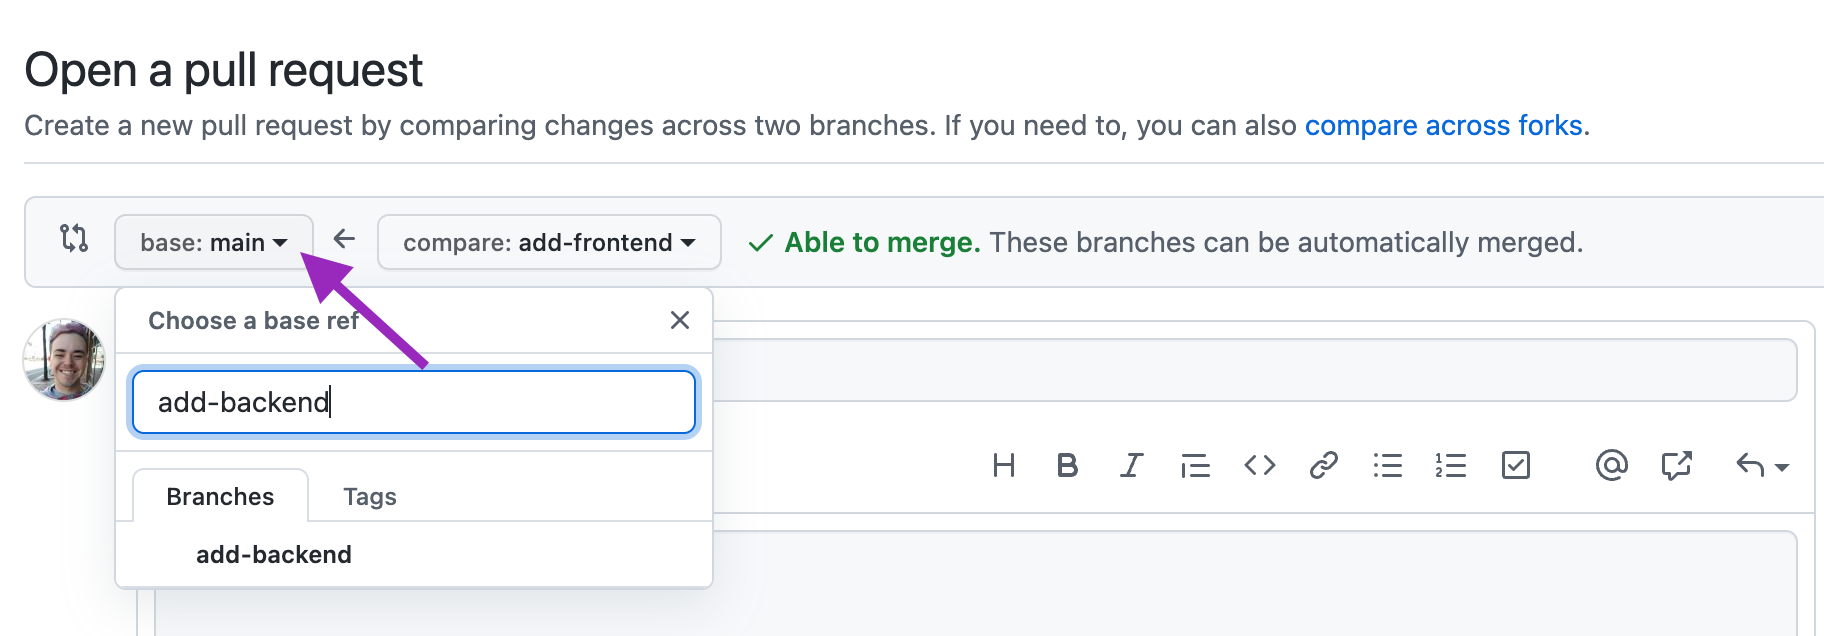 Open a pull request
Create a new pull request by comparing changes across two branches. If you need to, you can also compare across forks.
base: main
compare: add-frontend
Able to merge. These branches can be automatically merged.
Choose a base ref
add-backend
H B I
1
2
@
Branches
Tags
add-backend